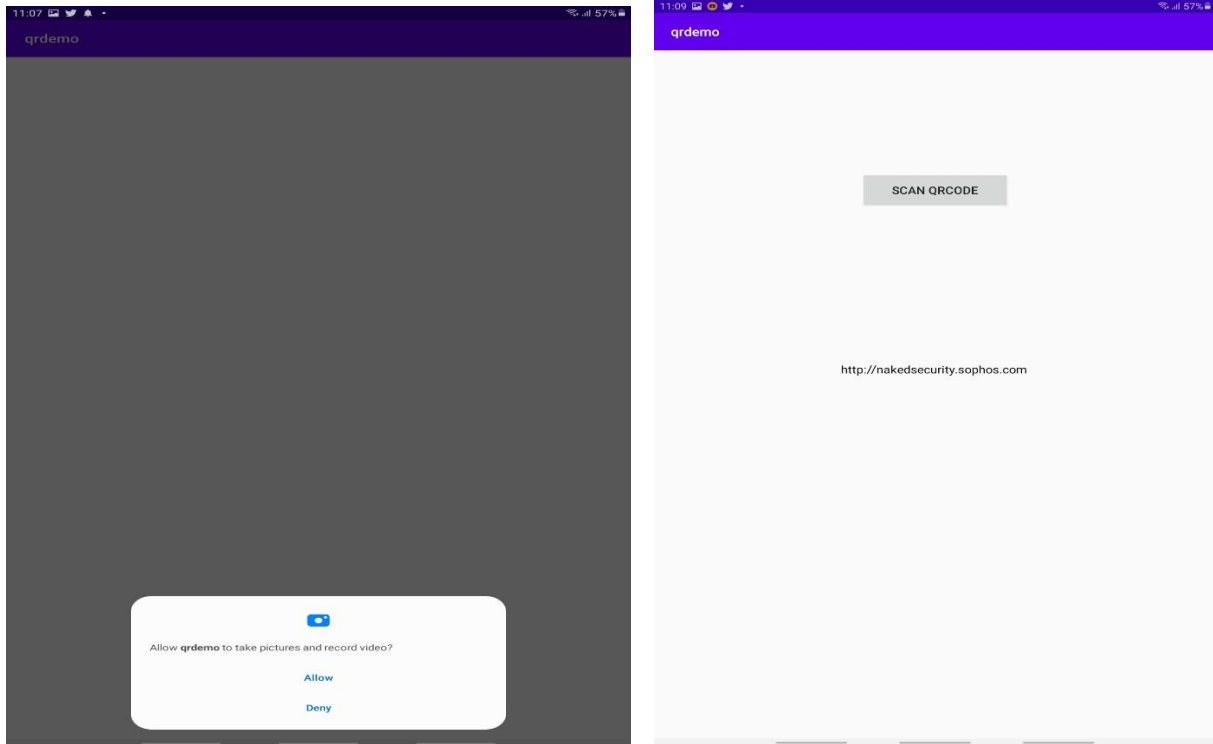 11:07 57%
qrdemo
Allow qrdemo to take pictures and record video?
Allow
Deny
11:09 57%
qrdemo
SCAN QRCODE
http://nakedsecurity.sophos.com